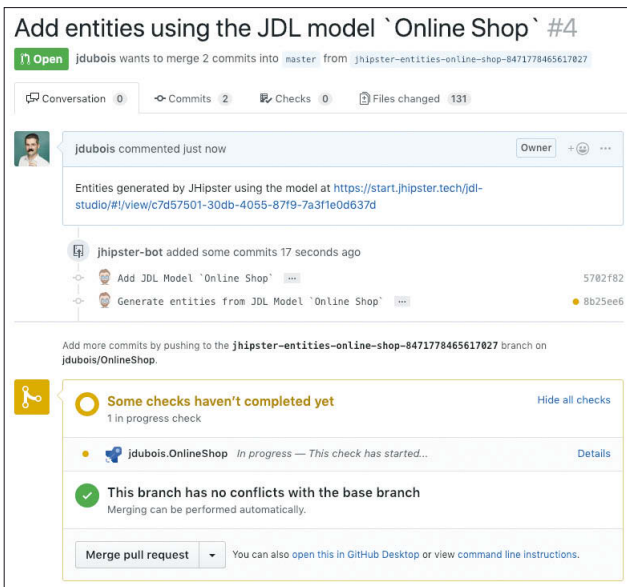 Add entities using the JDL model `Online Shop` #4
Open jdubois wants to merge 2 commits into master from jhipster-entities-online-shop-8471778465617027
Conversation 0 Commits 2 Checks 0 Files changed 131
jdubois commented just now Owner
Entities generated by JHipster using the model at https://start.jhipster.tech/jdl-
studio/#!/view/c7d57501-30db-4055-87f9-7a3f1e0d637d
jhipster-bot added some commits 17 seconds ago
Add JDL Model `Online Shop` ... 5702f82
Generate entities from JDL Model `Online Shop` ... 8b25ee6
Add more commits by pushing to the jhipster-entities-online-shop-8471778465617027 branch on
jdubois/OnlineShop.
Some checks haven't completed yet Hide all checks
1 in progress check
jdubois.OnlineShop In progress — This check has started... Details
This branch has no conflicts with the base branch
Merging can be performed automatically.
Merge pull request You can also open this in GitHub Desktop or view command line instructions.